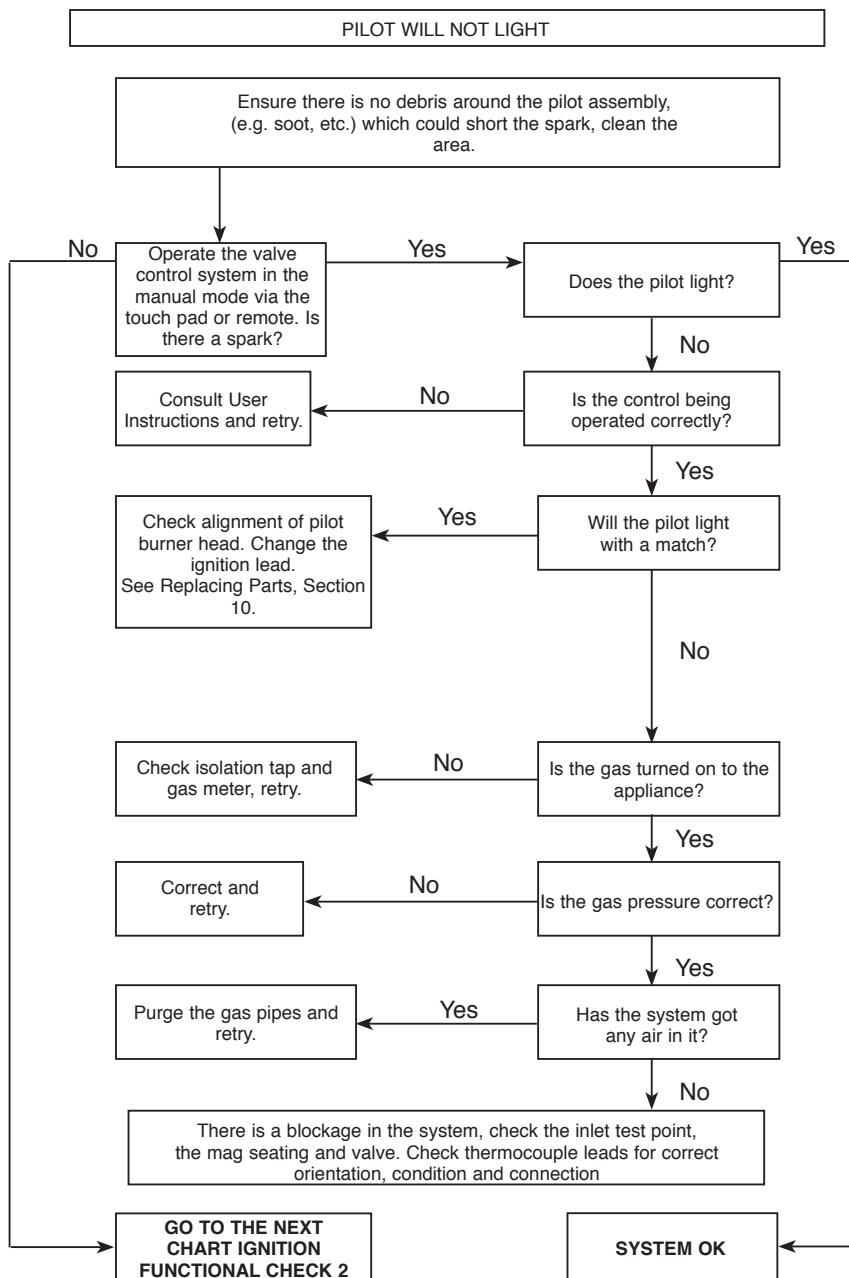 PILOT WILL NOT LIGHT
Ensure there is no debris around the pilot assembly,
(e.g. soot, etc.) which could short the spark, clean the
area.
No
Operate the valve
control system in the
manual mode via the
touch pad or remote. Is
there a spark?
Yes
Does the pilot light?
Yes
No
Consult User
Instructions and retry.
No
Is the control being
operated correctly?
Yes
Check alignment of pilot
burner head. Change the
ignition lead.
See Replacing Parts, Section
10.
Yes
Will the pilot light
with a match?
No
Check isolation tap and
gas meter, retry.
No
Is the gas turned on to the
appliance?
Yes
Correct and
retry.
No
Is the gas pressure correct?
Yes
Purge the gas pipes and
retry.
Yes
Has the system got
any air in it?
No
There is a blockage in the system, check the inlet test point,
the mag seating and valve. Check thermocouple leads for correct
orientation, condition and connection
GO TO THE NEXT
CHART IGNITION
FUNCTIONAL CHECK 2
SYSTEM OK